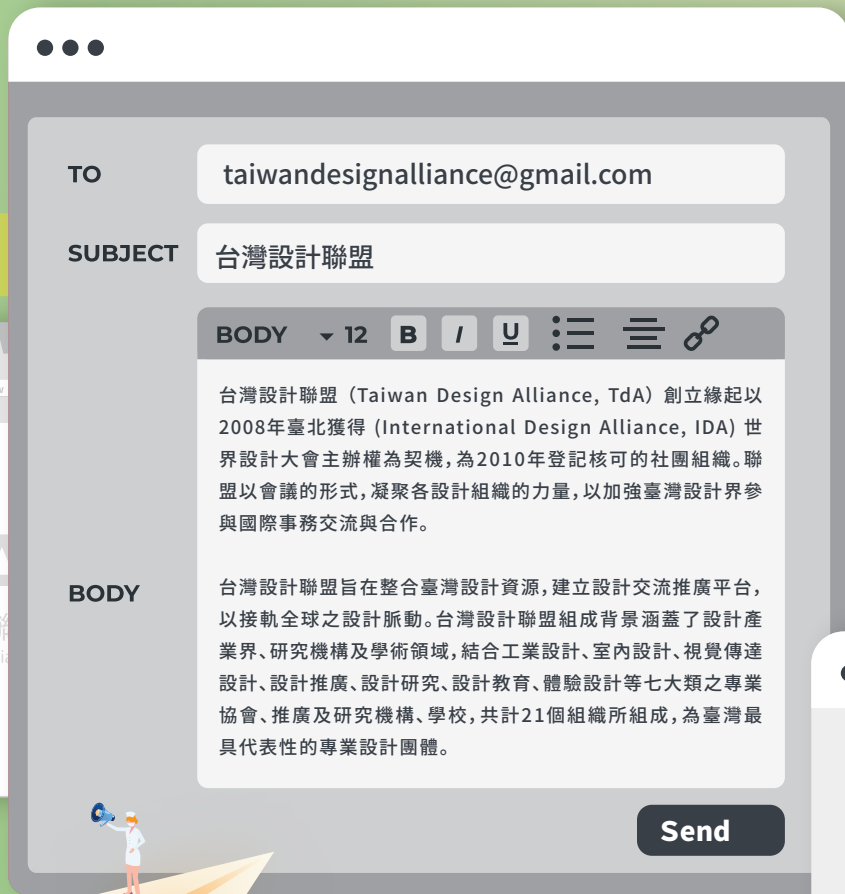 TO
taiwandesignalliance@gmail.com
SUBJECT
台灣設計聯盟
BODY 12 B I U
台灣設計聯盟（Taiwan Design Alliance, TdA）創立緣起以
2008年臺北獲得 (International Design Alliance, IDA) 世
界設計大會主辦權為契機，為2010年登記核可的社團組織。聯
盟以會議的形式，凝聚各設計組織的力量，以加強臺灣設計界參
與國際事務交流與合作。
BODY
台灣設計聯盟旨在整合臺灣設計資源，建立設計交流推廣平台，
以接軌全球之設計脈動。台灣設計聯盟組成背景涵蓋了設計產
業界、研究機構及學術領域，結合工業設計、室內設計、視覺傳達
設計、設計推廣、設計研究、設計教育、體驗設計等七大類之專業
協會、推廣及研究機構、學校，共計21個組織所組成，為臺灣最
具代表性的專業設計團體。
Send